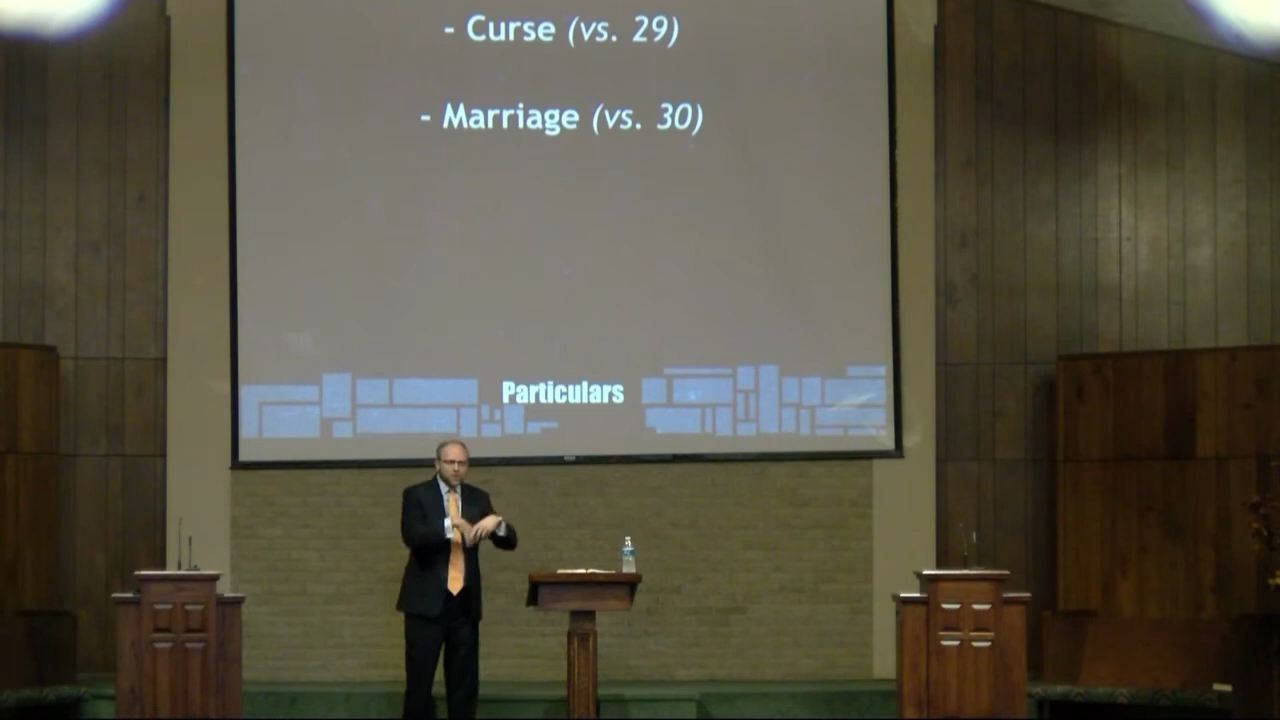 - Curse (vs. 29)
- Marriage (vs. 30)
Particulars